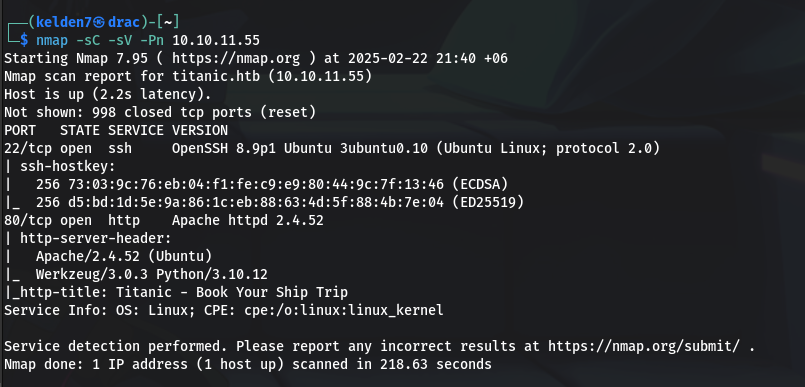 ┌──(kelden7㉿drac)-[~]
└─$ nmap -sC -sV -Pn 10.10.11.55
Starting Nmap 7.95 ( https://nmap.org ) at 2025-02-22 21:40 +06
Nmap scan report for titanic.htb (10.10.11.55)
Host is up (2.2s latency).
Not shown: 998 closed tcp ports (reset)
PORT   STATE SERVICE VERSION
22/tcp open  ssh     OpenSSH 8.9p1 Ubuntu 3ubuntu0.10 (Ubuntu Linux; protocol 2.0)
| ssh-hostkey:
|   256 73:03:9c:76:eb:04:f1:fe:c9:e9:80:44:9c:7f:13:46 (ECDSA)
|_  256 d5:bd:1d:5e:9a:86:1c:eb:88:63:4d:5f:88:4b:7e:04 (ED25519)
80/tcp open  http    Apache httpd 2.4.52
| http-server-header:
|   Apache/2.4.52 (Ubuntu)
|_  Werkzeug/3.0.3 Python/3.10.12
|_http-title: Titanic - Book Your Ship Trip
Service Info: OS: Linux; CPE: cpe:/o:linux:linux_kernel

Service detection performed. Please report any incorrect results at https://nmap.org/submit/ .
Nmap done: 1 IP address (1 host up) scanned in 218.63 seconds